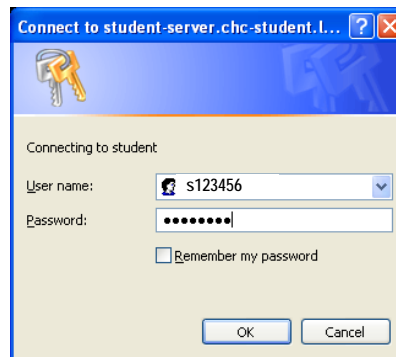 Connect to student-server.chc-student.l...
Connecting to student
User name: s123456
Password: ••••••••
Remember my password
OK Cancel